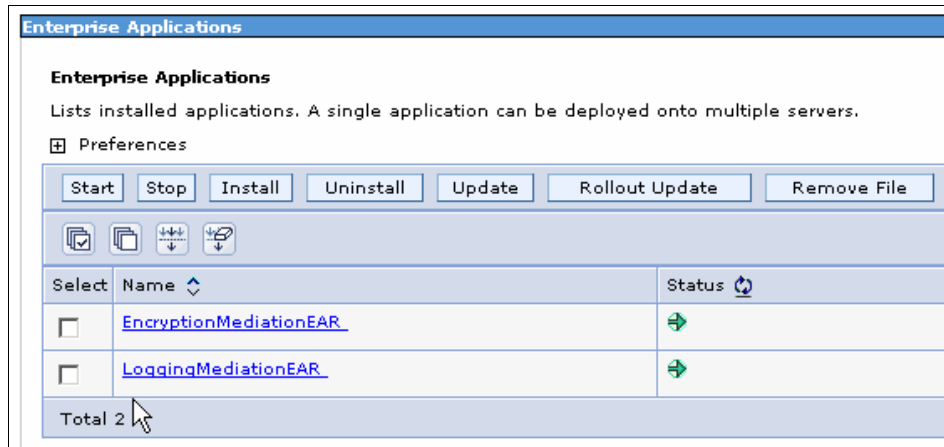 Enterprise Applications
Enterprise Applications
Lists installed applications. A single application can be deployed onto multiple servers.
Preferences
Start Stop Install Uninstall Update Rollout Update Remove File
Select Name Status
EncryptionMediationEAR
LoggingMediationEAR
Total 2